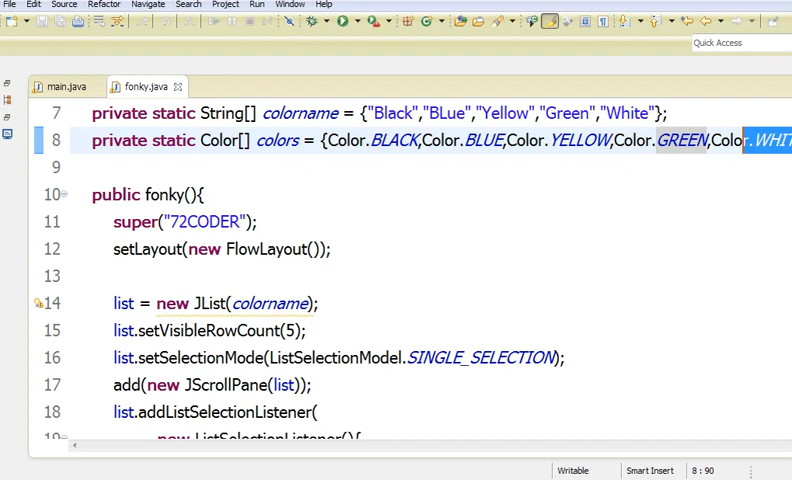 File Edit Source Refactor Navigate Search Project Run Window Help
Quick Access
main.java fonky.java
7 private static String[] colorname = {"Black","BLue","Yellow","Green","White"};
8 private static Color[] colors = {Color.BLACK,Color.BLUE,Color.YELLOW,Color.GREEN,Color.WHIT
9
10 public fonky(){
11 super("72CODER");
12 setLayout(new FlowLayout());
13
14 list = new JList(colorname);
15 list.setVisibleRowCount(5);
16 list.setSelectionMode(ListSelectionModel.SINGLE_SELECTION);
17 add(new JScrollPane(list));
18 list.addListSelectionListener(
19 new ListSelectionListener(){
Writable Smart Insert 8 : 90